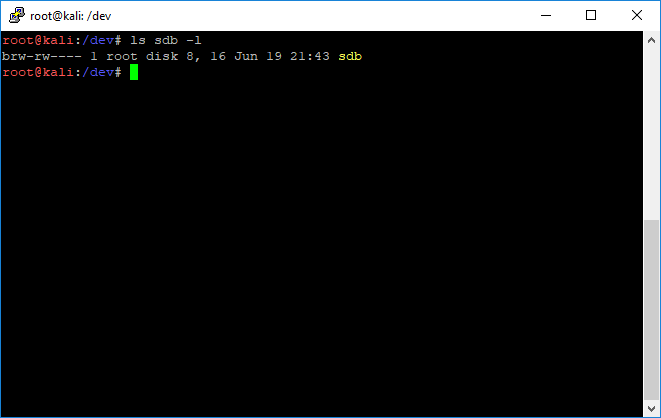 root@kali: /dev
root@kali:/dev# ls sdb -l
brw-rw---- 1 root disk 8, 16 Jun 19 21:43 sdb
root@kali:/dev#